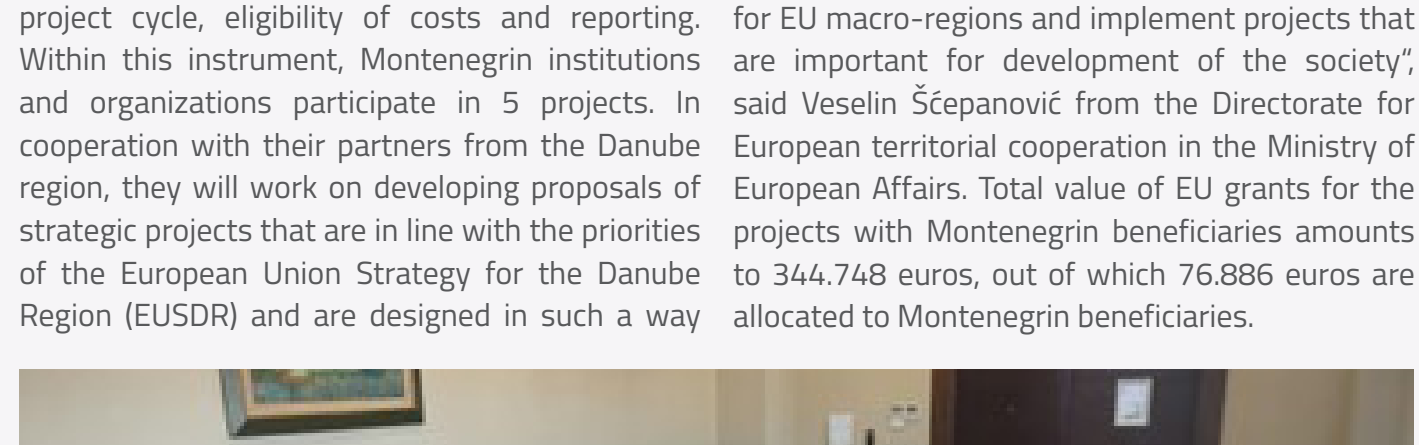 project cycle, eligibility of costs and reporting.
Within this instrument, Montenegrin institutions
and organizations participate in 5 projects. In
cooperation with their partners from the Danube
region, they will work on developing proposals of
strategic projects that are in line with the priorities
of the European Union Strategy for the Danube
Region (EUSDR) and are designed in such a way
for EU macro-regions and implement projects that
are important for development of the society“,
said Veselin Šćepanović from the Directorate for
European territorial cooperation in the Ministry of
European Affairs. Total value of EU grants for the
projects with Montenegrin beneficiaries amounts
to 344.748 euros, out of which 76.886 euros are
allocated to Montenegrin beneficiaries.